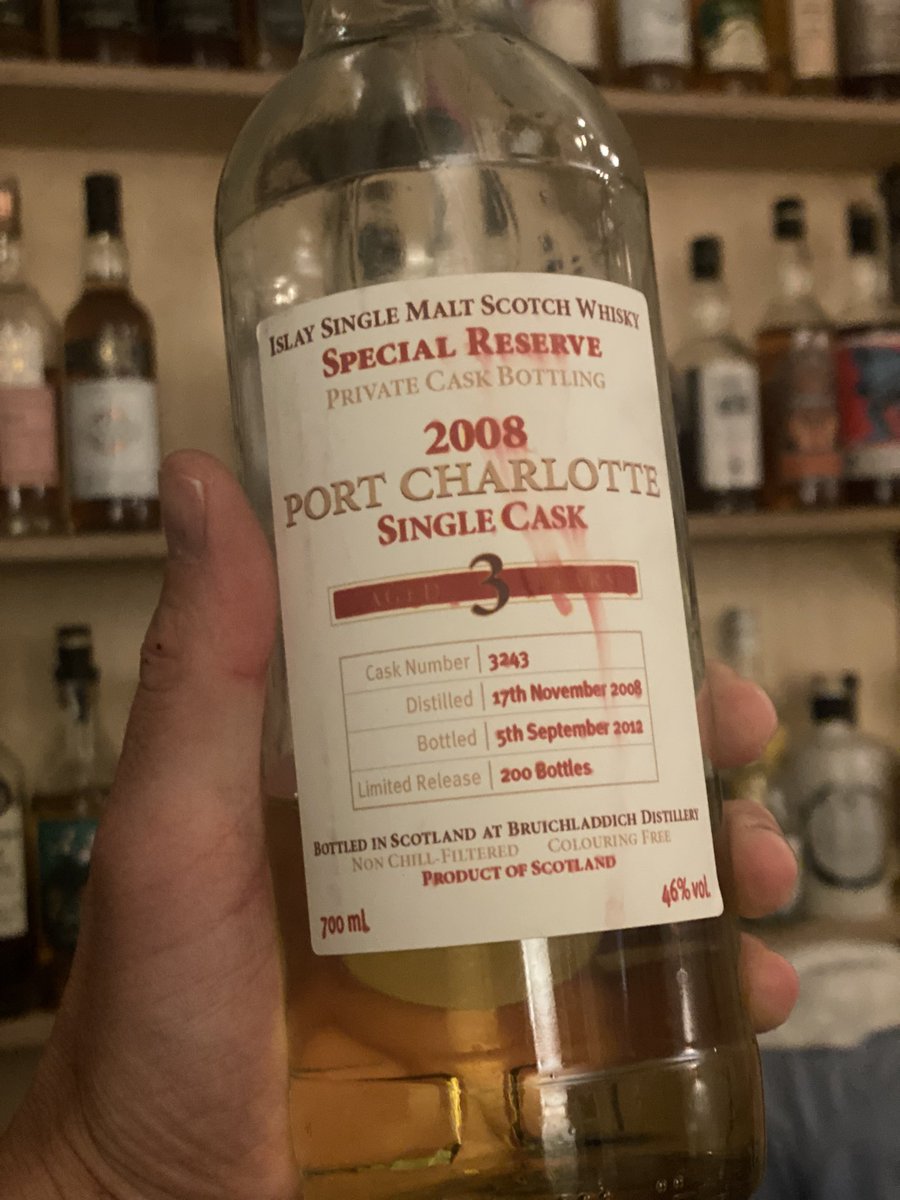 ISLAY SINGLE MALT SCOTCH WHISKY
SPECIAL RESERVE
PRIVATE CASK BOTTLING
2008
PORT CHARLOTTE
SINGLE CASK
AGED 3 YEARS
Cask Number | 3243
Distilled | 17th November 2008
Bottled | 5th September 2012
Limited Release | 200 Bottles
BOTTLED IN SCOTLAND AT BRUICHLADDICH DISTILLERY
NON CHILL-FILTERED COLOURING FREE
PRODUCT OF SCOTLAND
700 mL 46% vol